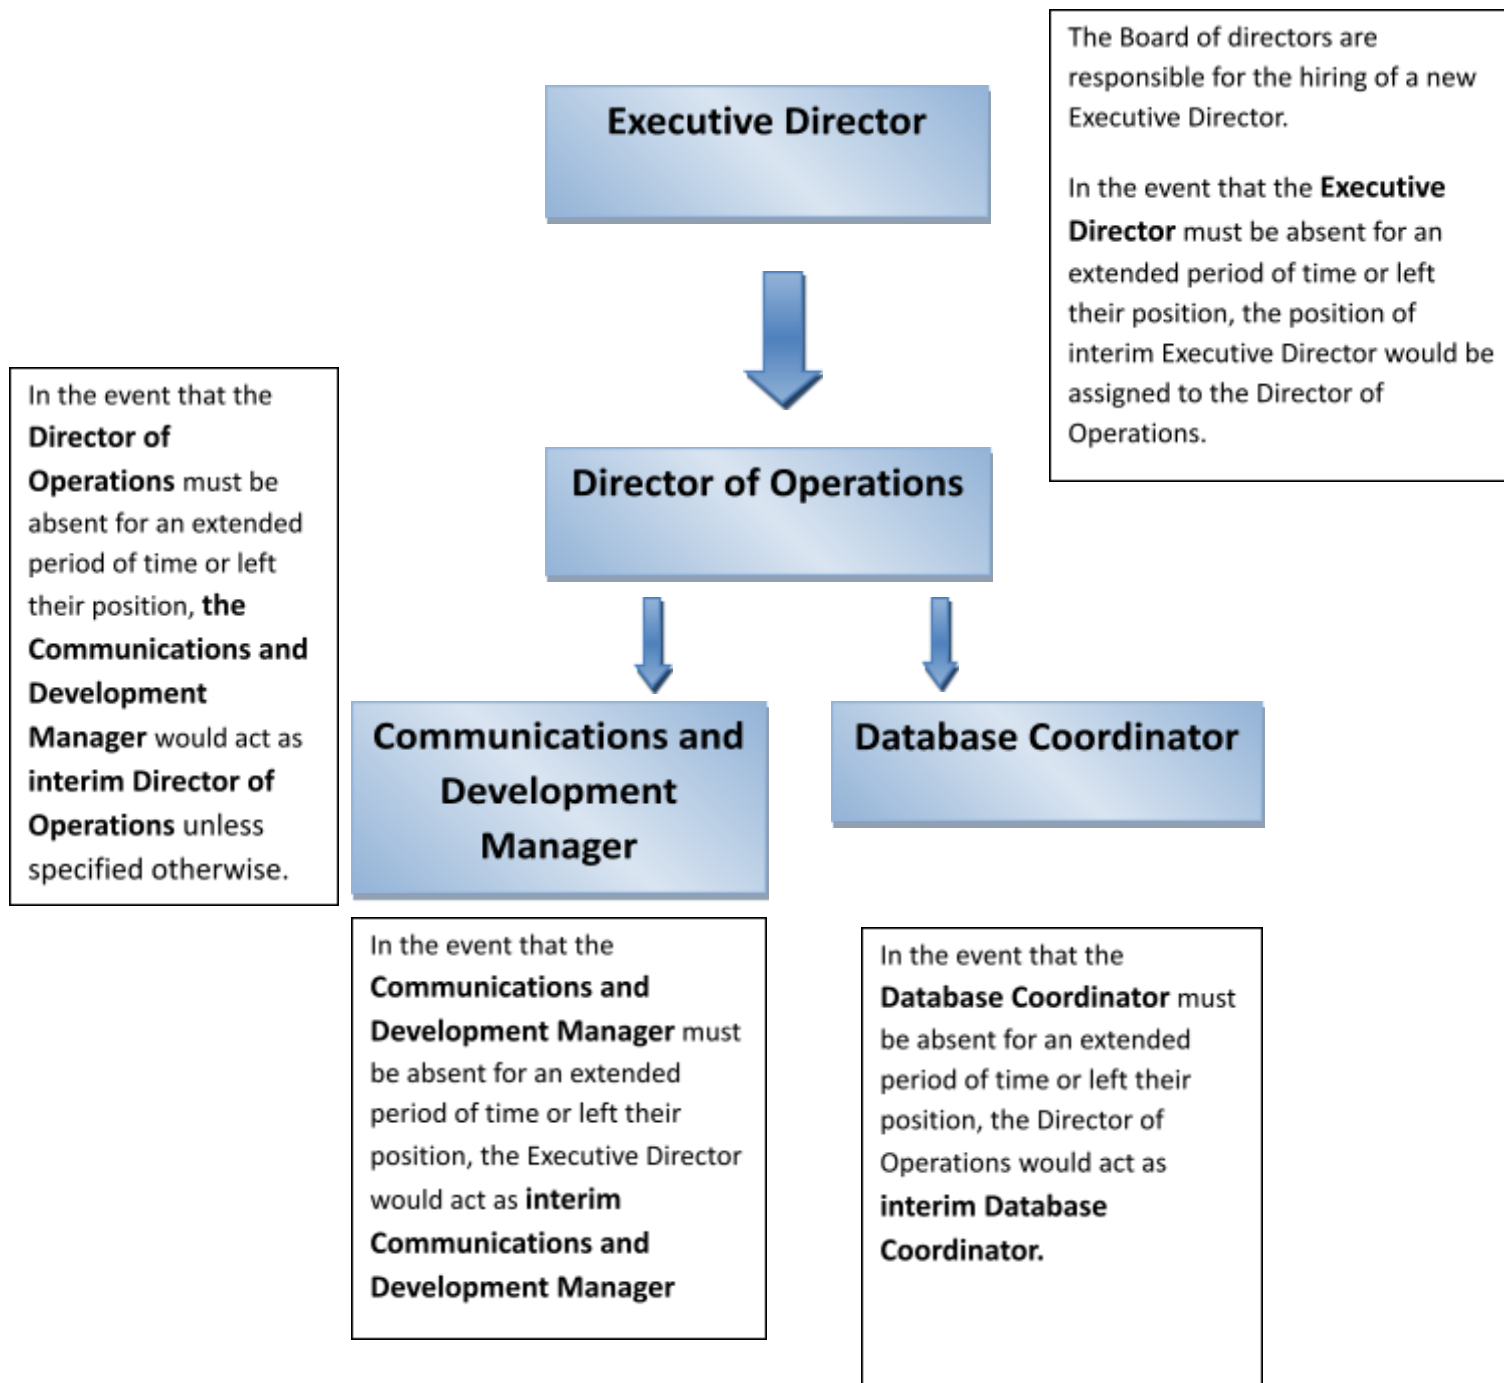 The Board of directors are
responsible for the hiring of a new
Executive Director.
In the event that the Executive
Director must be absent for an
extended period of time or left
their position, the position of
interim Executive Director would be
assigned to the Director of
Operations.
Executive Director
In the event that the
Director of
Operations must be
absent for an extended
period of time or left
their position, the
Communications and
Development
Manager would act as
interim Director of
Operations unless
specified otherwise.
Director of Operations
Communications and
Development
Manager
Database Coordinator
In the event that the
Communications and
Development Manager must
be absent for an extended
period of time or left their
position, the Executive Director
would act as interim
Communications and
Development Manager
In the event that the
Database Coordinator must
be absent for an extended
period of time or left their
position, the Director of
Operations would act as
interim Database
Coordinator.